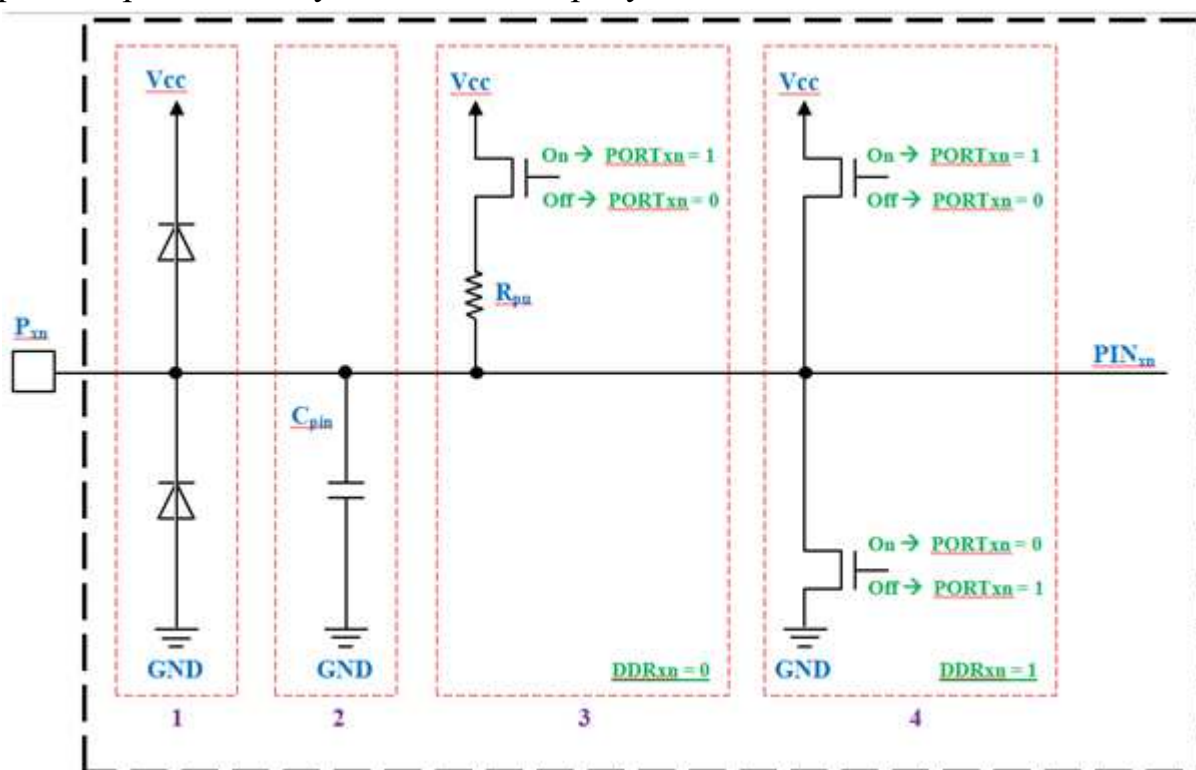 Vcc
Vcc
Vcc
On → PORTxn = 1
Off → PORTxn = 0
On → PORTxn = 1
Off → PORTxn = 0
Rpu
Pxn
PINxn
Cpin
On → PORTxn = 0
Off → PORTxn = 1
GND
GND
DDRxn = 0
GND
DDRxn = 1
1
2
3
4